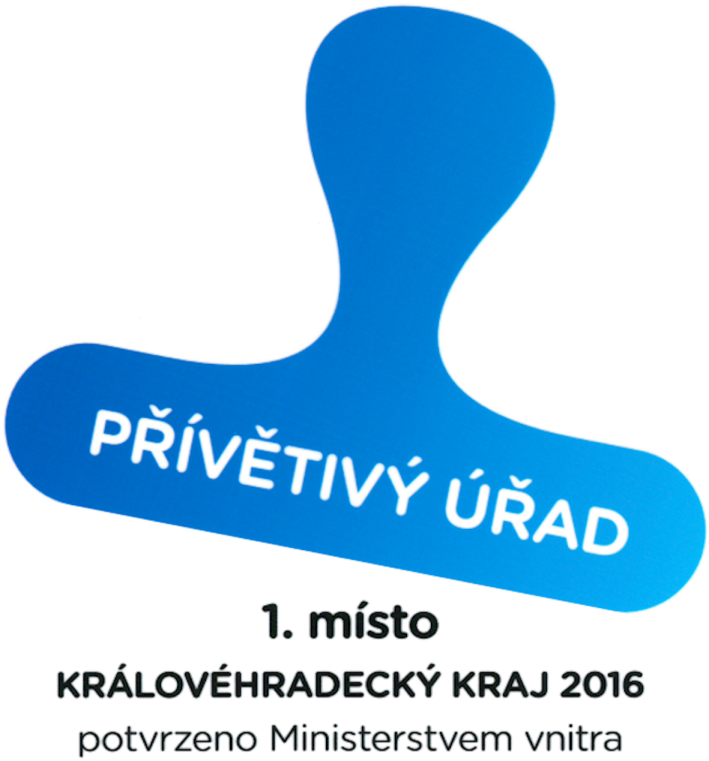 PŘÍVĚTIVÝ ÚŘAD
1. místo
KRÁLOVÉHRADECKÝ KRAJ 2016
potvrzeno Ministerstvem vnitra